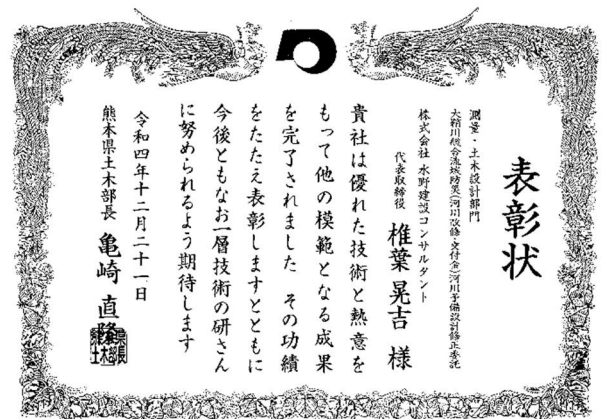 表彰状
測量・土木設計部門
大鞘川総合流域防災(河川改修・交付金)河川予備設計修正委託
株式会社 水野建設コンサルタント
代表取締役 椎葉 晃吉 様
貴社は優れた技術と熱意を
もって他の模範となる成果
を完了されました その功績
をたたえ表彰しますとともに
今後ともなお一層技術の研さん
に努められるよう期待します
令和四年十二月二十一日
熊本県土木部長 亀崎 直隆